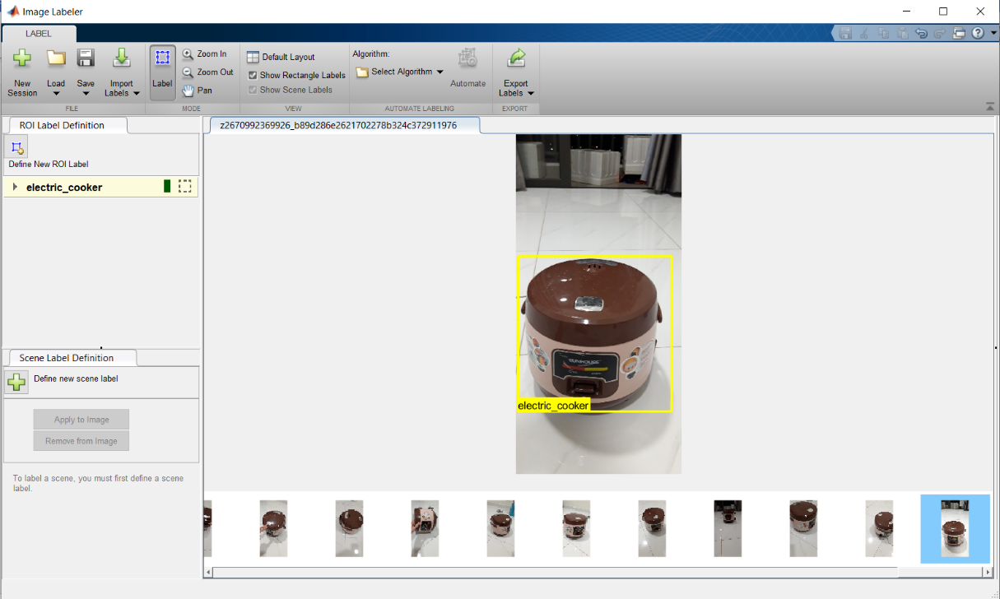 Image Labeler
LABEL
New Session
Load
Save
Import Labels
Label
Zoom In
Zoom Out
Pan
Default Layout
Show Rectangle Labels
Show Scene Labels
Algorithm:
Select Algorithm
Automate
Export Labels
FILE
MODE
VIEW
AUTOMATE LABELING
EXPORT
ROI Label Definition
z2670992369926_b89d286e2621702278b324c372911976
Define New ROI Label
electric_cooker
SUNHOUSE
electric_cooker
Scene Label Definition
Define new scene label
Apply to Image
Remove from Image
To label a scene, you must first define a scene
label.